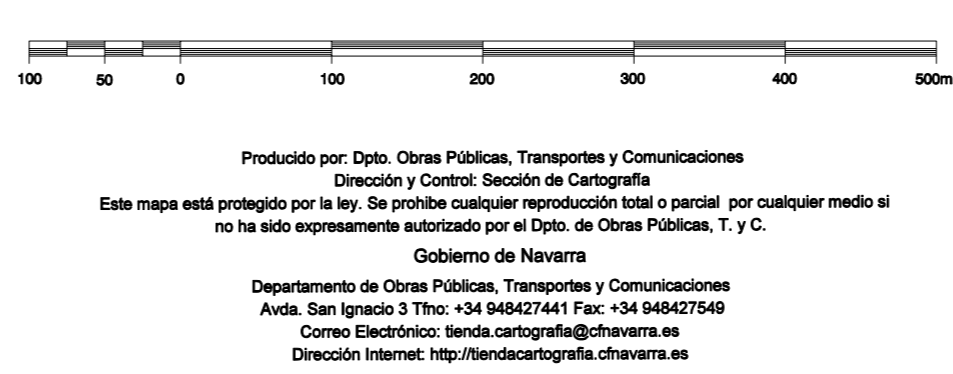 100 50 0 100 200 300 400 500m
Producido por: Dpto. Obras Públicas, Transportes y Comunicaciones
Dirección y Control: Sección de Cartografía
Este mapa está protegido por la ley. Se prohibe cualquier reproducción total o parcial por cualquier medio si
no ha sido expresamente autorizado por el Dpto. de Obras Públicas, T. y C.
Gobierno de Navarra
Departamento de Obras Públicas, Transportes y Comunicaciones
Avda. San Ignacio 3 Tfno: +34 948427441 Fax: +34 948427549
Correo Electrónico: tienda.cartografia@cfnavarra.es
Dirección Internet: http://tiendacartografia.cfnavarra.es